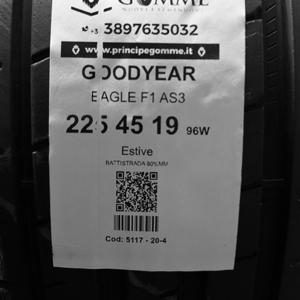 GOMME
3897635032
www.principegomme.it
GOODYEAR
EAGLE F1 AS3
225 45 19 96W
Estive
BATTISTRADA 80%MM
Cod: 5117 - 20-4